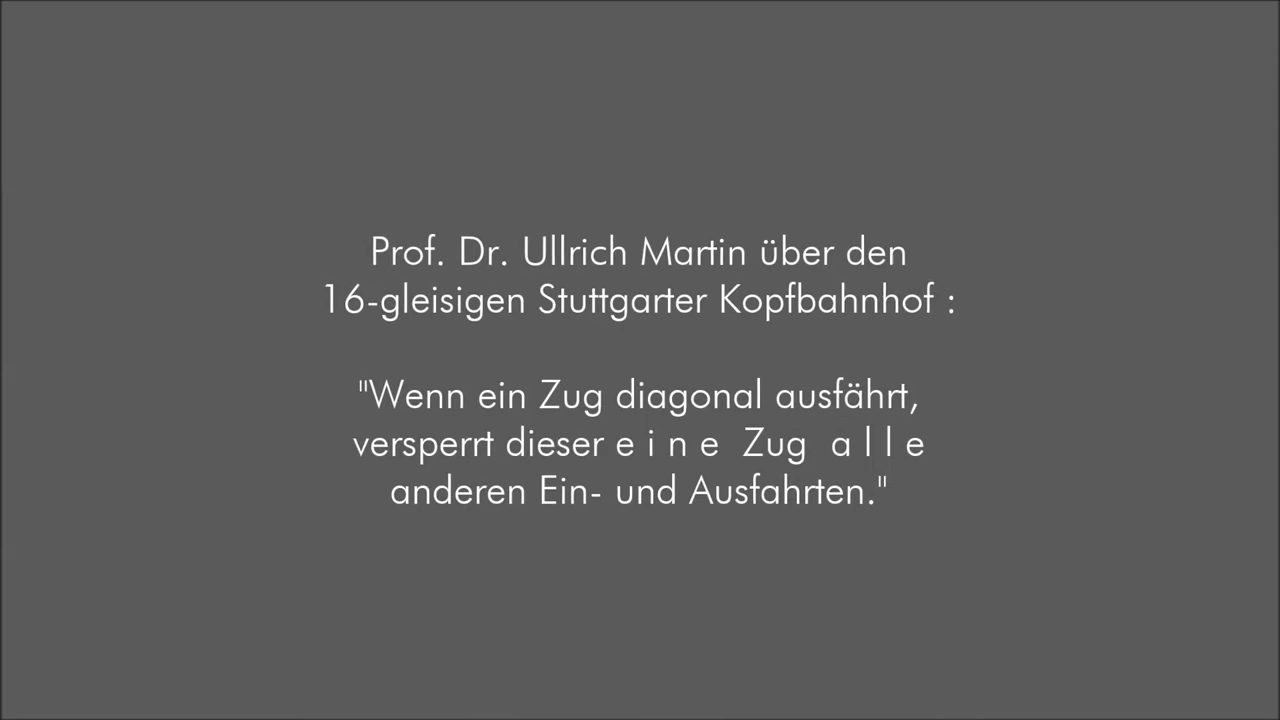 Prof. Dr. Ullrich Martin über den
16-gleisigen Stuttgarter Kopfbahnhof :
"Wenn ein Zug diagonal ausfährt,
versperrt dieser e i n e  Zug  a l l e
anderen Ein- und Ausfahrten."